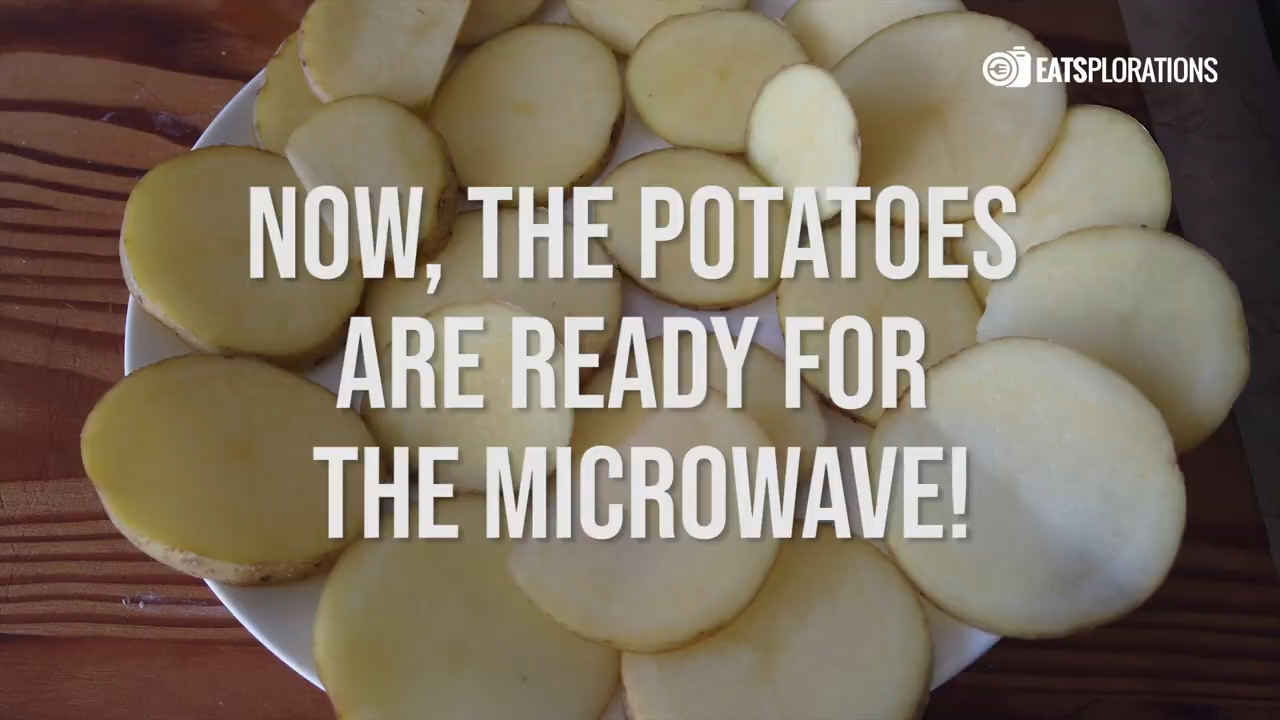 EATSPLORATIONS
NOW, THE POTATOES
ARE READY FOR
THE MICROWAVE!